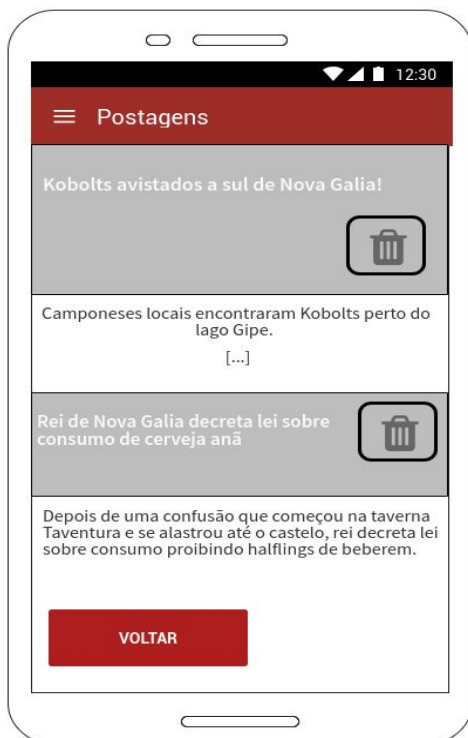 12:30
Postagens
Kobolts avistados a sul de Nova Galia!
Camponeses locais encontraram Kobolts perto do
lago Gipe.
[...]
Rei de Nova Galia decreta lei sobre
consumo de cerveja anã
Depois de uma confusão que começou na taverna
Taventura e se alastrou até o castelo, rei decreta lei
sobre consumo proibindo halflings de beberem.
VOLTAR